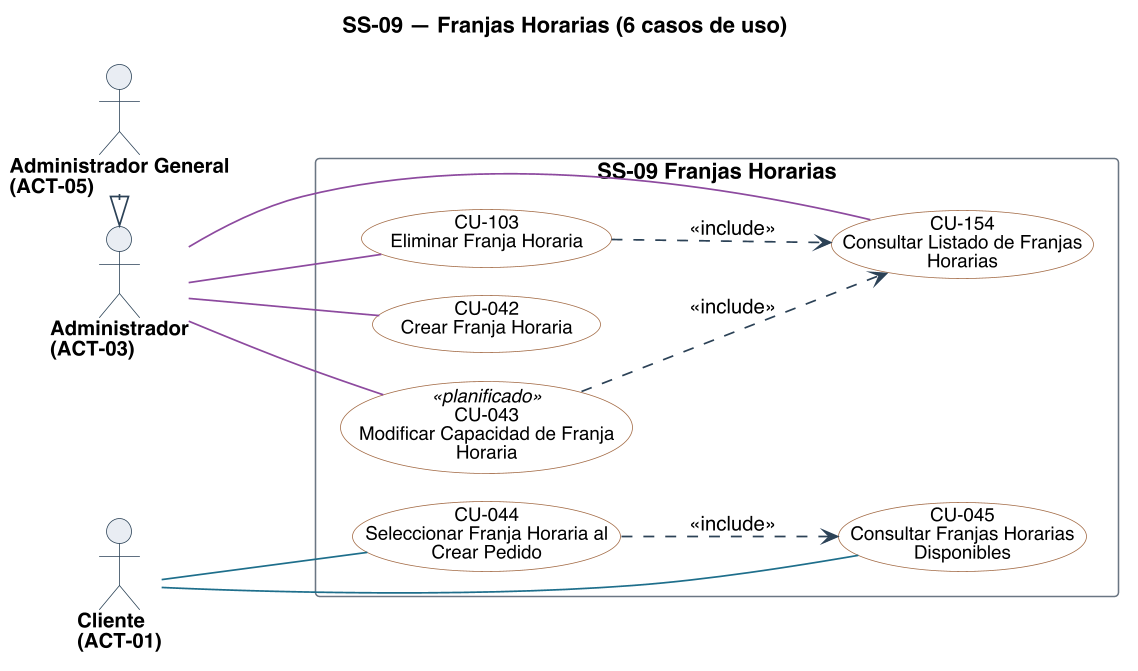 SS-09 — Franjas Horarias (6 casos de uso)
Administrador General
(ACT-05)
SS-09 Franjas Horarias
CU-103
Eliminar Franja Horaria
«include»
CU-154
Consultar Listado de Franjas
Horarias
Administrador
(ACT-03)
CU-042
Crear Franja Horaria
«include»
«planificado»
CU-043
Modificar Capacidad de Franja
Horaria
CU-044
Seleccionar Franja Horaria al
Crear Pedido
«include»
CU-045
Consultar Franjas Horarias
Disponibles
Cliente
(ACT-01)